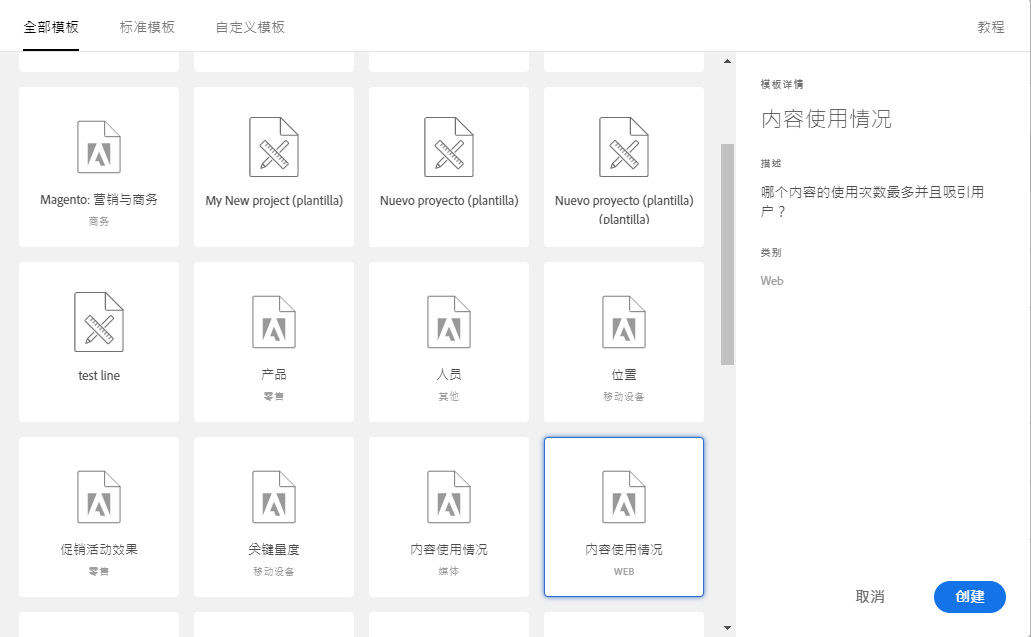 全部模板
标准模板
自定义模板
教程
Magento: 营销与商务
商务
My New project (plantilla)
Nuevo proyecto (plantilla)
Nuevo proyecto (plantilla)
(plantilla)
test line
产品
零售
人员
其他
位置
移动设备
促销活动效果
零售
关键量度
移动设备
内容使用情况
媒体
内容使用情况
WEB
模板详情
内容使用情况
描述
哪个内容的使用次数最多并且吸引用
户？
类别
Web
取消
创建